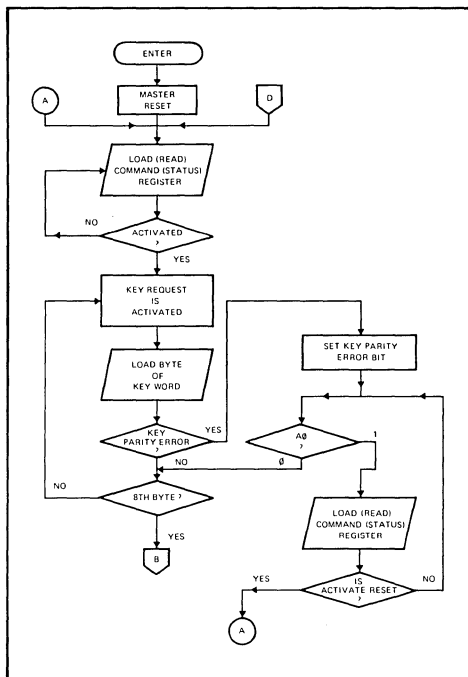 ENTER
A
MASTER
RESET
D
LOAD (READ)
COMMAND (STATUS)
REGISTER
NO
ACTIVATED
?
YES
KEY REQUEST
IS
ACTIVATED
SET KEY PARITY
ERROR BIT
LOAD BYTE
OF
KEY WORD
KEY
PARITY ERROR
?
YES
AØ
?
1
NO
Ø
NO
8TH BYTE ?
LOAD (READ)
COMMAND (STATUS)
REGISTER
YES
B
YES
IS
ACTIVATE RESET
?
NO
A